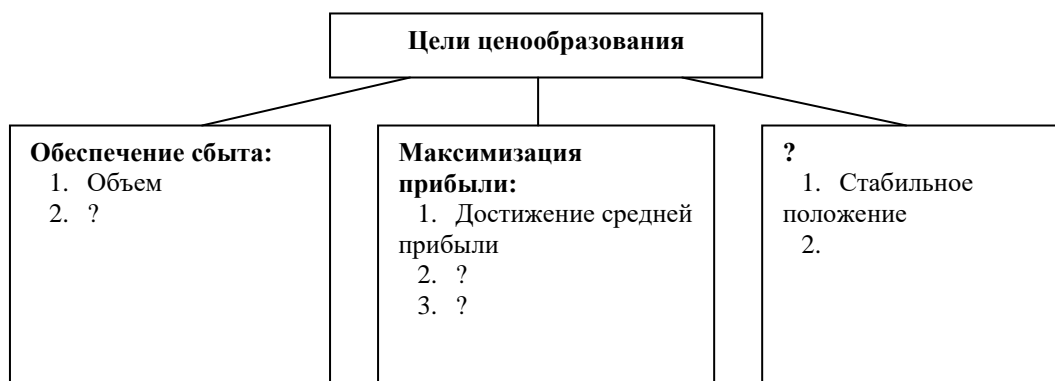 Цели ценообразования
Обеспечение сбыта:
1. Объем
2. ?
Максимизация
прибыли:
1. Достижение средней
прибыли
2. ?
3. ?
?
1. Стабильное
положение
2.